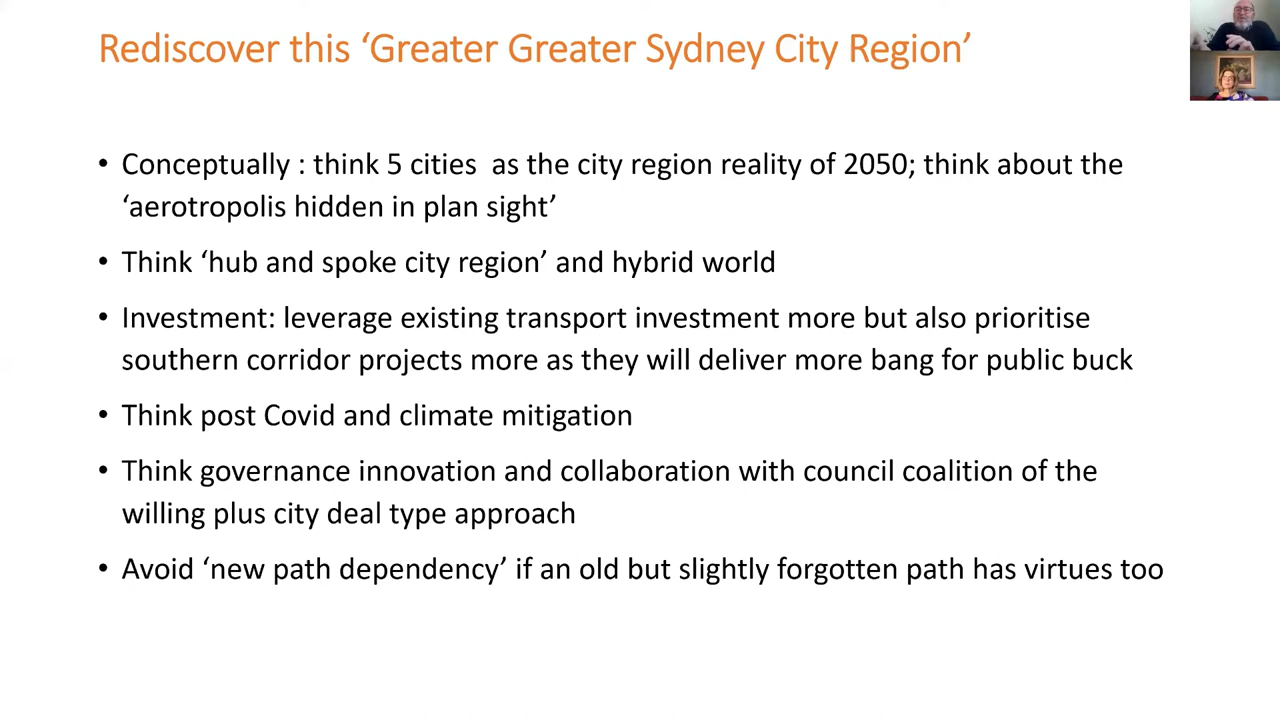 Rediscover this ‘Greater Greater Sydney City Region’
• Conceptually : think 5 cities  as the city region reality of 2050; think about the
‘aerotropolis hidden in plan sight’
• Think ‘hub and spoke city region’ and hybrid world
• Investment: leverage existing transport investment more but also prioritise
southern corridor projects more as they will deliver more bang for public buck
• Think post Covid and climate mitigation
• Think governance innovation and collaboration with council coalition of the
willing plus city deal type approach
• Avoid ‘new path dependency’ if an old but slightly forgotten path has virtues too